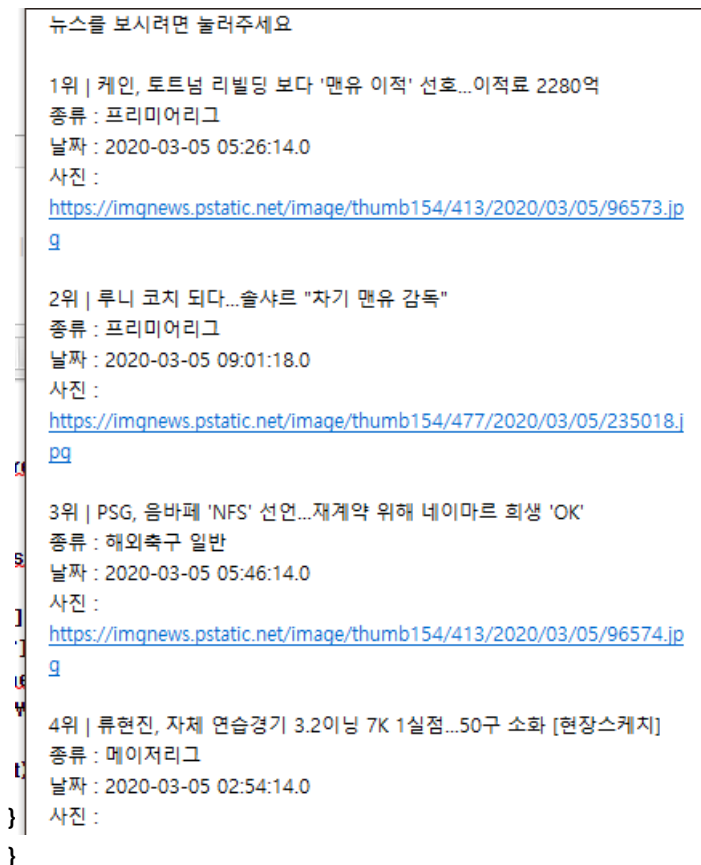 뉴스를 보시려면 눌러주세요
1위 | 케인, 토트넘 리빌딩 보다 '맨유 이적' 선호...이적료 2280억
종류 : 프리미어리그
날짜 : 2020-03-05 05:26:14.0
사진 :
https://imgnews.pstatic.net/image/thumb154/413/2020/03/05/96573.jp
g
2위 | 루니 코치 되다...솔샤르 "차기 맨유 감독"
종류 : 프리미어리그
날짜 : 2020-03-05 09:01:18.0
사진 :
https://imgnews.pstatic.net/image/thumb154/477/2020/03/05/235018.j
pg
3위 | PSG, 음바페 'NFS' 선언...재계약 위해 네이마르 희생 'OK'
종류 : 해외축구 일반
날짜 : 2020-03-05 05:46:14.0
사진 :
https://imgnews.pstatic.net/image/thumb154/413/2020/03/05/96574.jp
g
4위 | 류현진, 자체 연습경기 3.2이닝 7K 1실점...50구 소화 [현장스케치]
종류 : 메이저리그
날짜 : 2020-03-05 02:54:14.0
사진 :
}
}